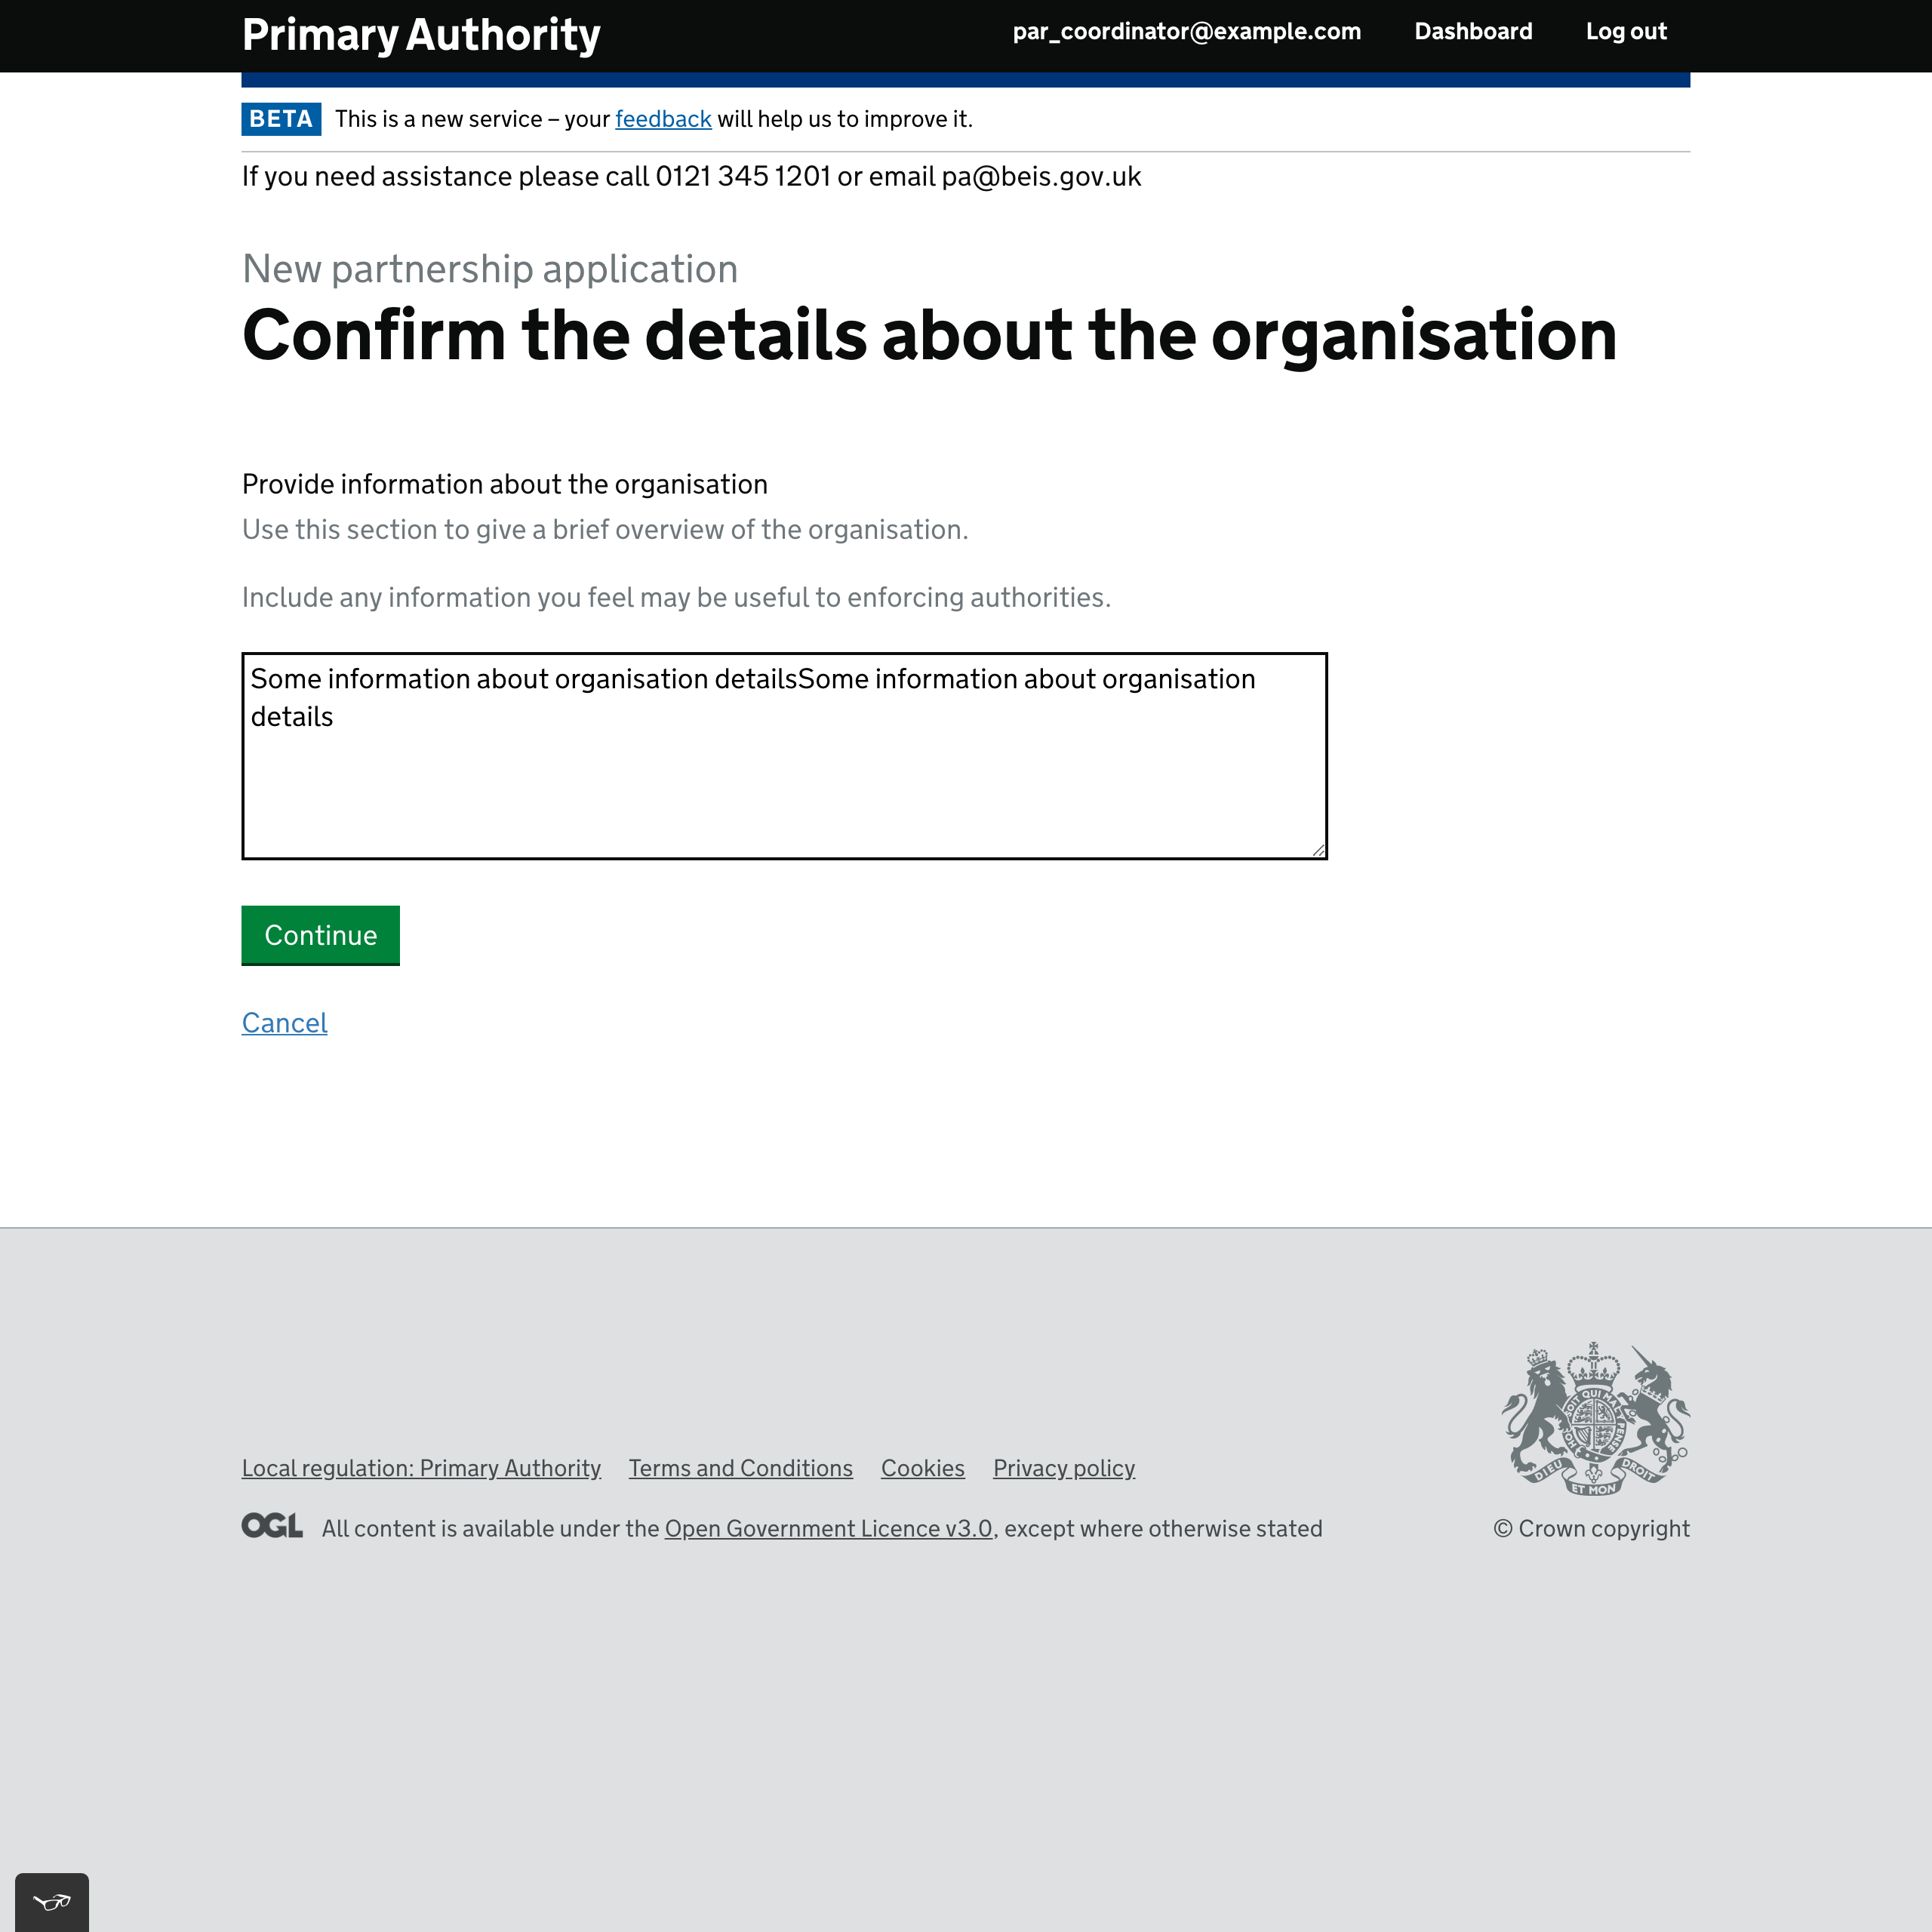 Primary Authority
par_coordinator@example.com Dashboard Log out
BETA This is a new service – your feedback will help us to improve it.
If you need assistance please call 0121 345 1201 or email pa@beis.gov.uk
New partnership application
Confirm the details about the organisation
Provide information about the organisation
Use this section to give a brief overview of the organisation.
Include any information you feel may be useful to enforcing authorities.
Some information about organisation detailsSome information about organisation
details
Continue
Cancel
DIEU ET MON DROIT
Local regulation: Primary Authority Terms and Conditions Cookies Privacy policy
OGL All content is available under the Open Government Licence v3.0, except where otherwise stated
© Crown copyright